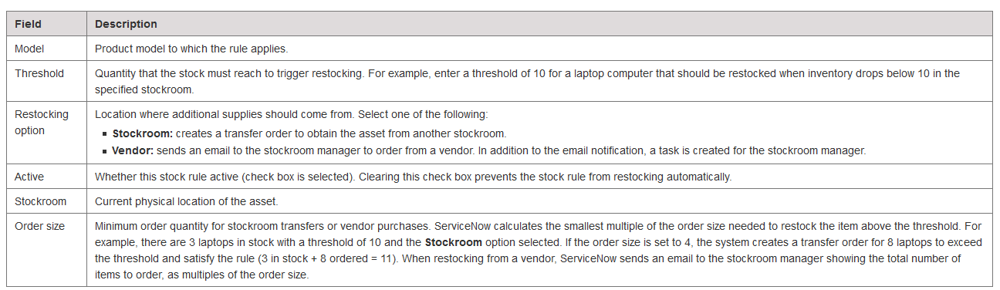 Field Description
Model Product model to which the rule applies.
Threshold Quantity that the stock must reach to trigger restocking. For example, enter a threshold of 10 for a laptop computer that should be restocked when inventory drops below 10 in the
specified stockroom.
Restocking Location where additional supplies should come from. Select one of the following:
option
▪ Stockroom: creates a transfer order to obtain the asset from another stockroom.
▪ Vendor: sends an email to the stockroom manager to order from a vendor. In addition to the email notification, a task is created for the stockroom manager.
Active Whether this stock rule active (check box is selected). Clearing this check box prevents the stock rule from restocking automatically.
Stockroom Current physical location of the asset.
Order size Minimum order quantity for stockroom transfers or vendor purchases. ServiceNow calculates the smallest multiple of the order size needed to restock the item above the threshold. For
example, there are 3 laptops in stock with a threshold of 10 and the Stockroom option selected. If the order size is set to 4, the system creates a transfer order for 8 laptops to exceed
the threshold and satisfy the rule (3 in stock + 8 ordered = 11). When restocking from a vendor, ServiceNow sends an email to the stockroom manager showing the total number of
items to order, as multiples of the order size.